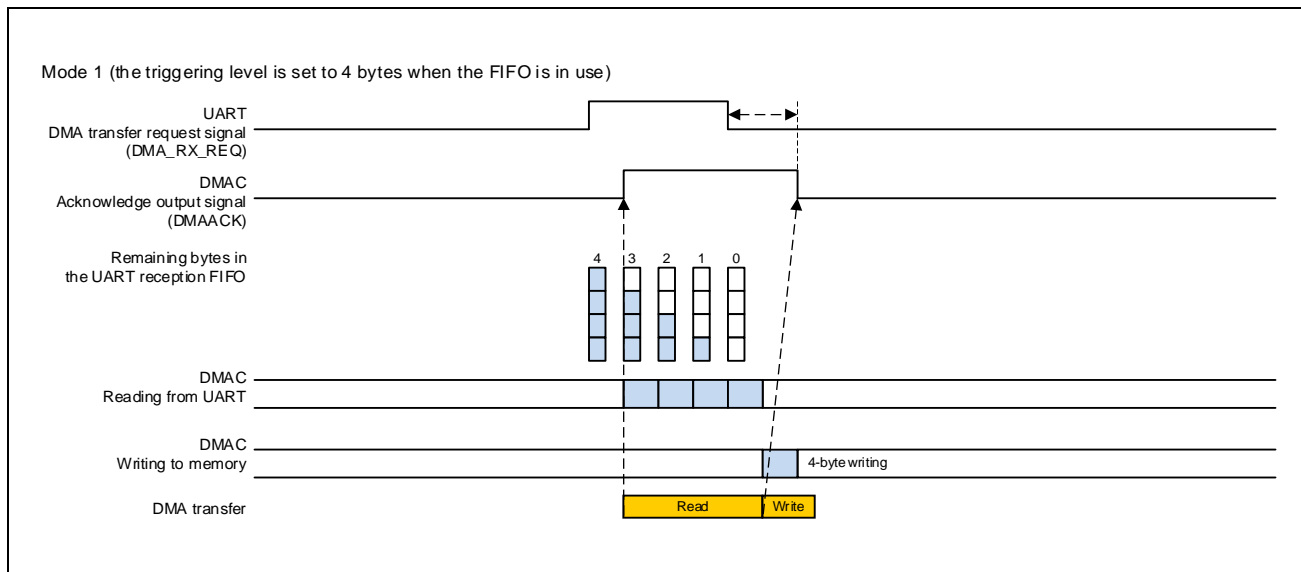 Mode 1 (the triggering level is set to 4 bytes when the FIFO is in use)
UART
DMA transfer request signal
(DMA_RX_REQ)
DMAC
Acknowledge output signal
(DMAACK)
Remaining bytes in
the UART reception FIFO
4 3 2 1 0
DMAC
Reading from UART
DMAC
Writing to memory
4-byte writing
DMA transfer
Read
Write